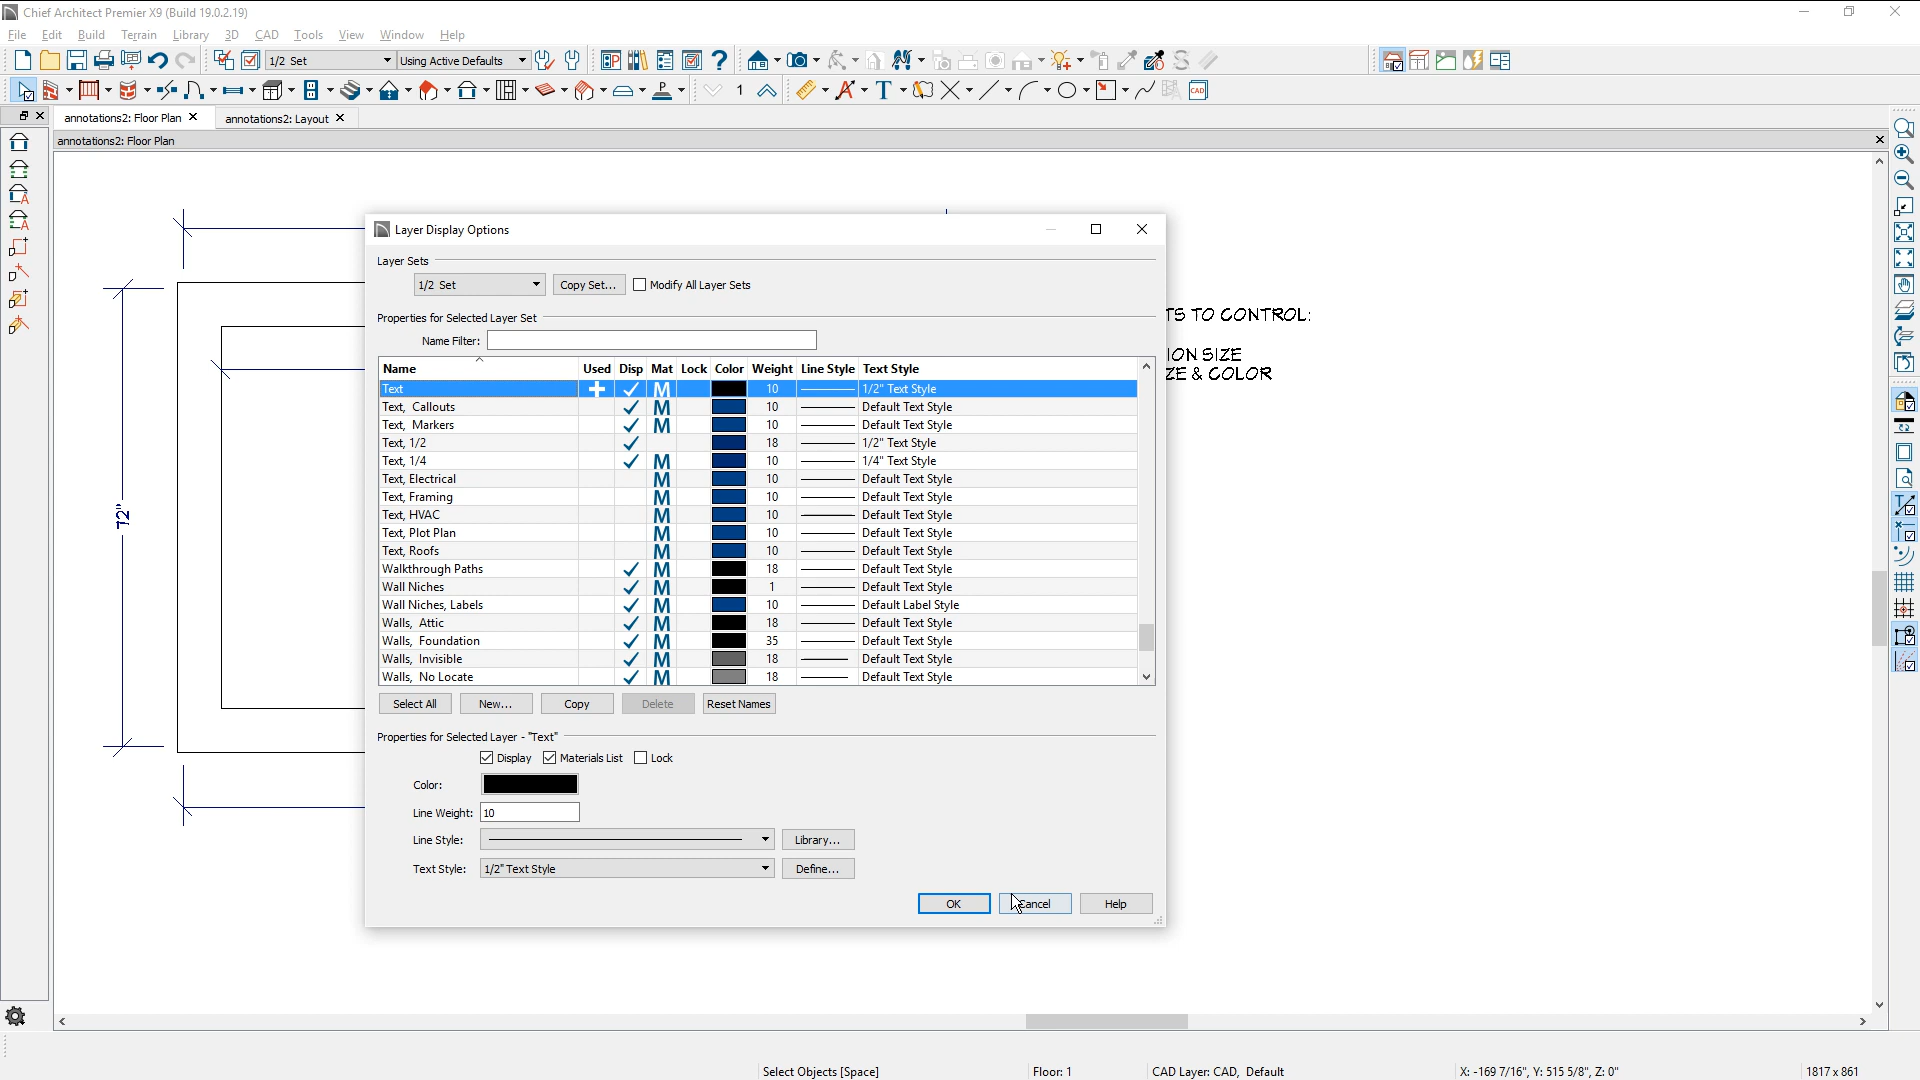 Chief Architect Premier X9 (Build 19.0.2.19)
File Edit Build Terrain Library 3D CAD Tools View Window Help
1/2 Set Using Active Defaults
1
annotations2: Floor Plan annotations2: Layout
annotations2: Floor Plan
Layer Display Options
Layer Sets
1/2 Set Copy Set... Modify All Layer Sets
TS TO CONTROL:
Properties for Selected Layer Set
Name Filter:
ION SIZE
ZE & COLOR
Name Used Disp Mat Lock Color Weight Line Style Text Style
Text M 10 1/2" Text Style
Text, Callouts M 10 Default Text Style
Text, Markers M 10 Default Text Style
Text, 1/2 18 1/2" Text Style
Text, 1/4 M 10 1/4" Text Style
Text, Electrical M 10 Default Text Style
Text, Framing M 10 Default Text Style
Text, HVAC M 10 Default Text Style
Text, Plot Plan M 10 Default Text Style
Text, Roofs M 10 Default Text Style
Walkthrough Paths M 18 Default Text Style
Wall Niches M 1 Default Text Style
Wall Niches, Labels M 10 Default Label Style
Walls, Attic M 18 Default Text Style
Walls, Foundation M 35 Default Text Style
Walls, Invisible M 18 Default Text Style
Walls, No Locate M 18 Default Text Style
72"
Select All New... Copy Delete Reset Names
Properties for Selected Layer - "Text"
Display Materials List Lock
Color:
Line Weight: 10
Line Style: Library...
Text Style: 1/2" Text Style Define...
OK Cancel Help
Select Objects [Space] Floor: 1 CAD Layer: CAD, Default X: -169 7/16", Y: 515 5/8", Z: 0" 1817 x 861